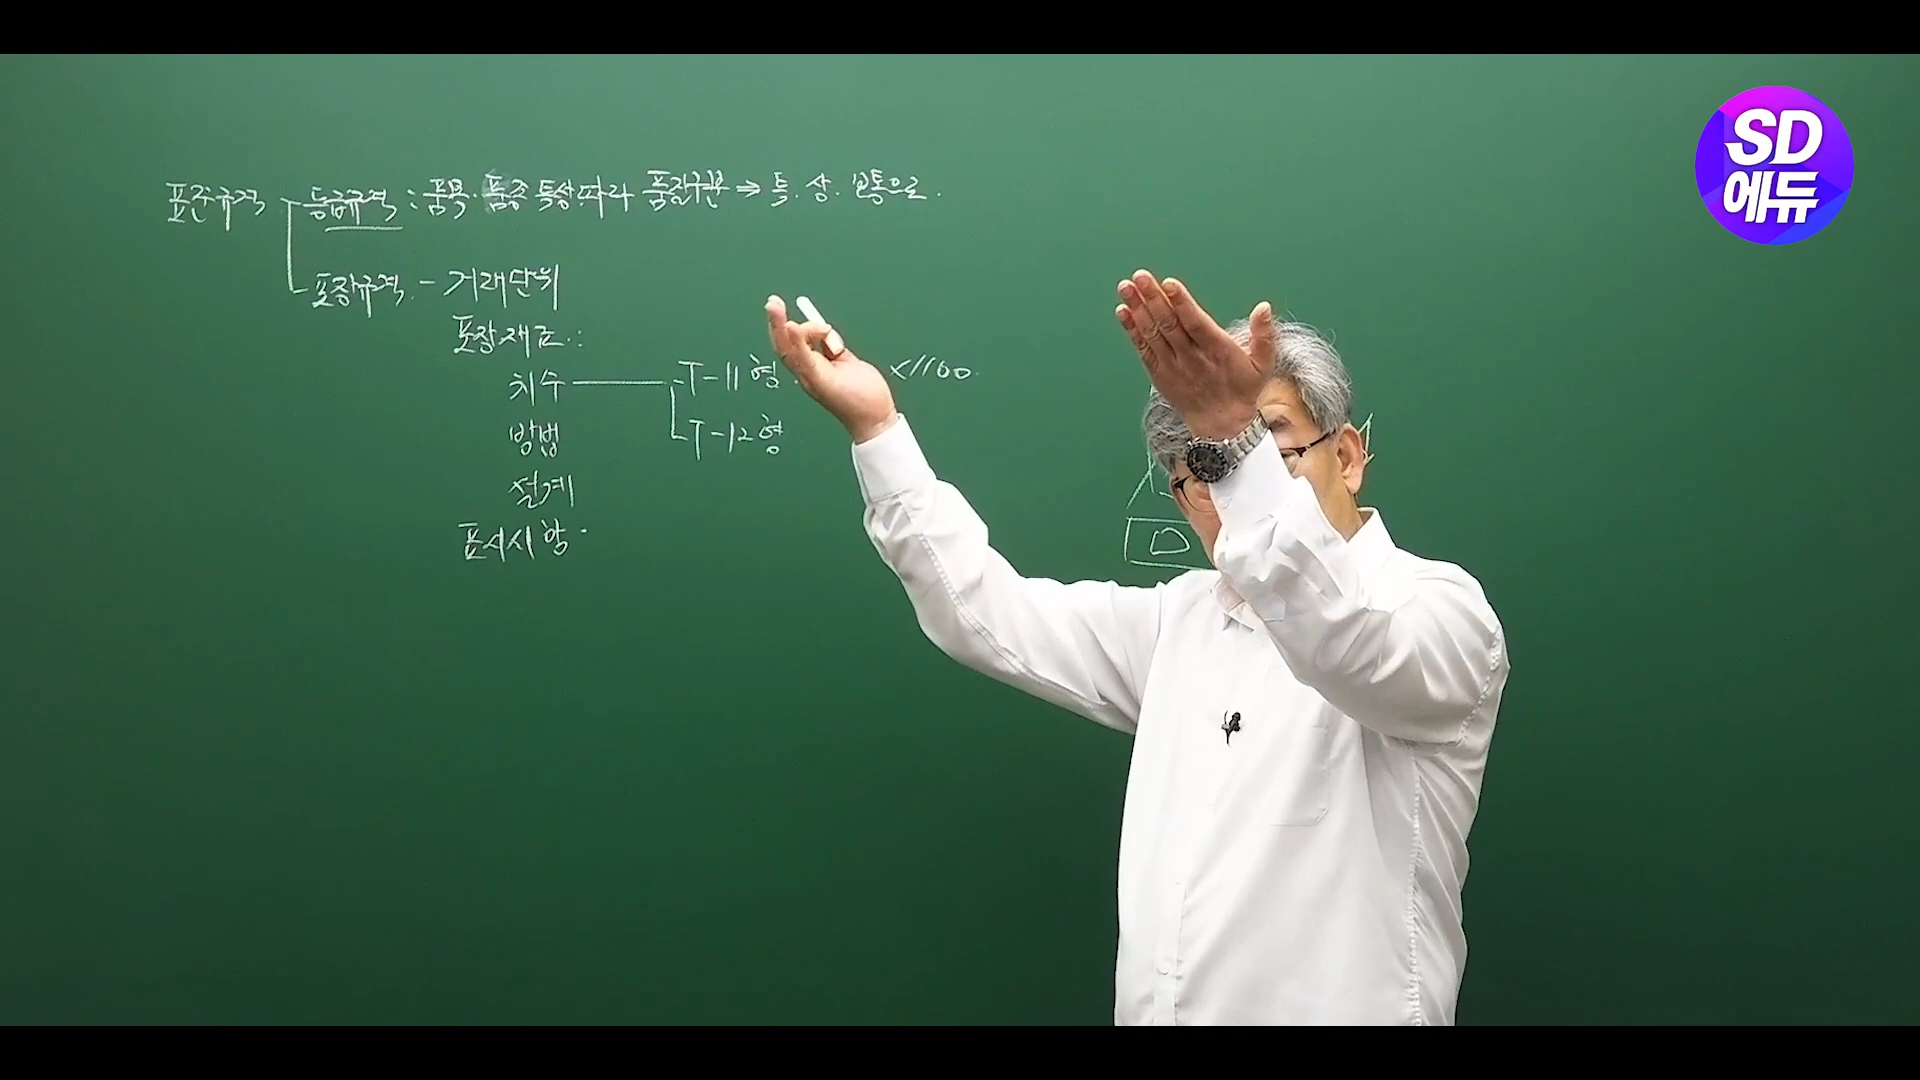 표준규격 등급규격 : 품목. 품종 특성.따라 품질구분 ⇒ 특. 상. 보통으로.
포장규격. - 거래단위
포장재료 :
치수 T-11형 ×1100.
방법 T-12형
설계
표시사항
SD
에듀